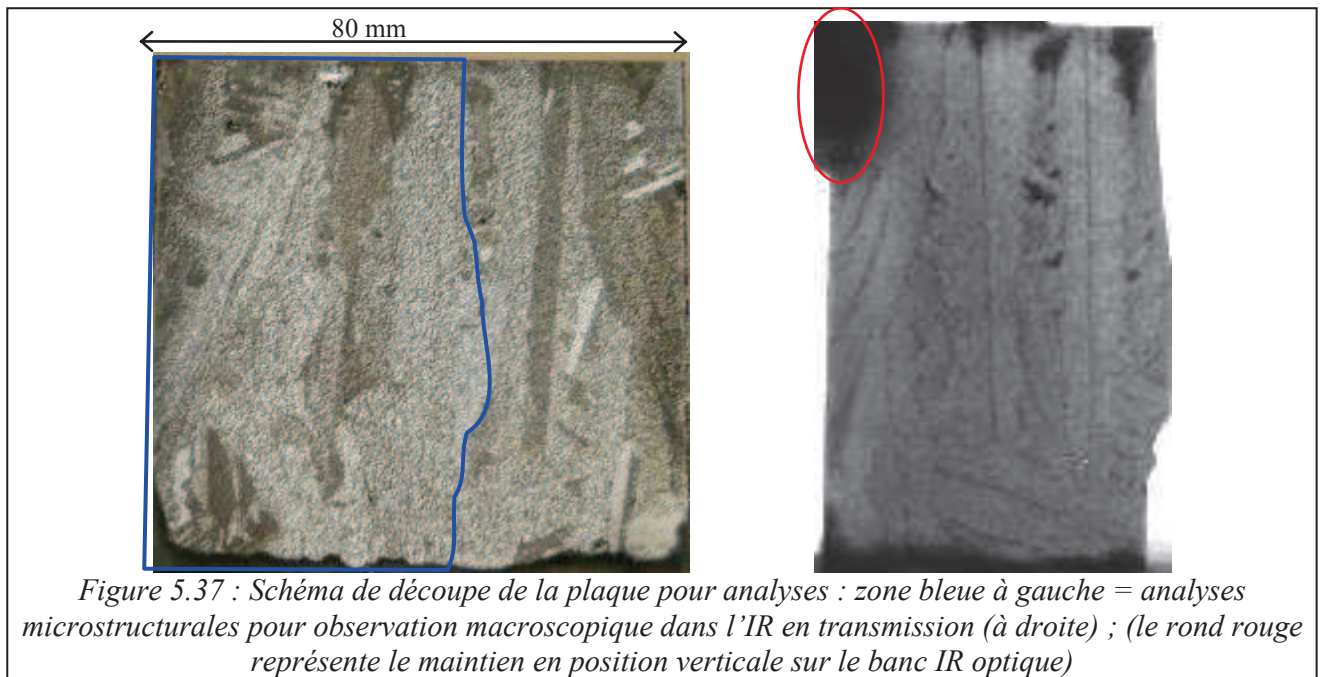 80 mm
Figure 5.37 : Schéma de découpe de la plaque pour analyses : zone bleue à gauche = analyses
microstructurales pour observation macroscopique dans l’IR en transmission (à droite) ; (le rond rouge
représente le maintien en position verticale sur le banc IR optique)